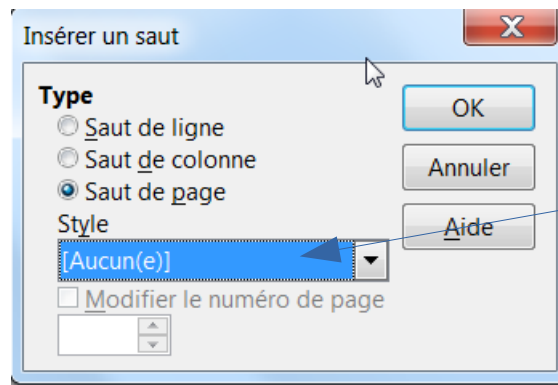 Insérer un saut
Type
Saut de ligne
Saut de colonne
Saut de page
Style
[Aucun(e)]
Modifier le numéro de page
OK
Annuler
Aide